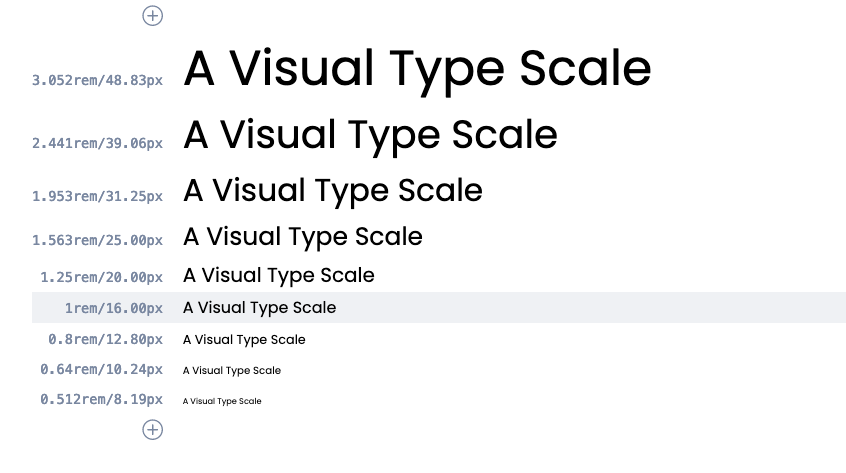 3.052rem/48.83px A Visual Type Scale
2.441rem/39.06px A Visual Type Scale
1.953rem/31.25px A Visual Type Scale
1.563rem/25.00px A Visual Type Scale
1.25rem/20.00px A Visual Type Scale
1rem/16.00px A Visual Type Scale
0.8rem/12.80px A Visual Type Scale
0.64rem/10.24px A Visual Type Scale
0.512rem/8.19px A Visual Type Scale